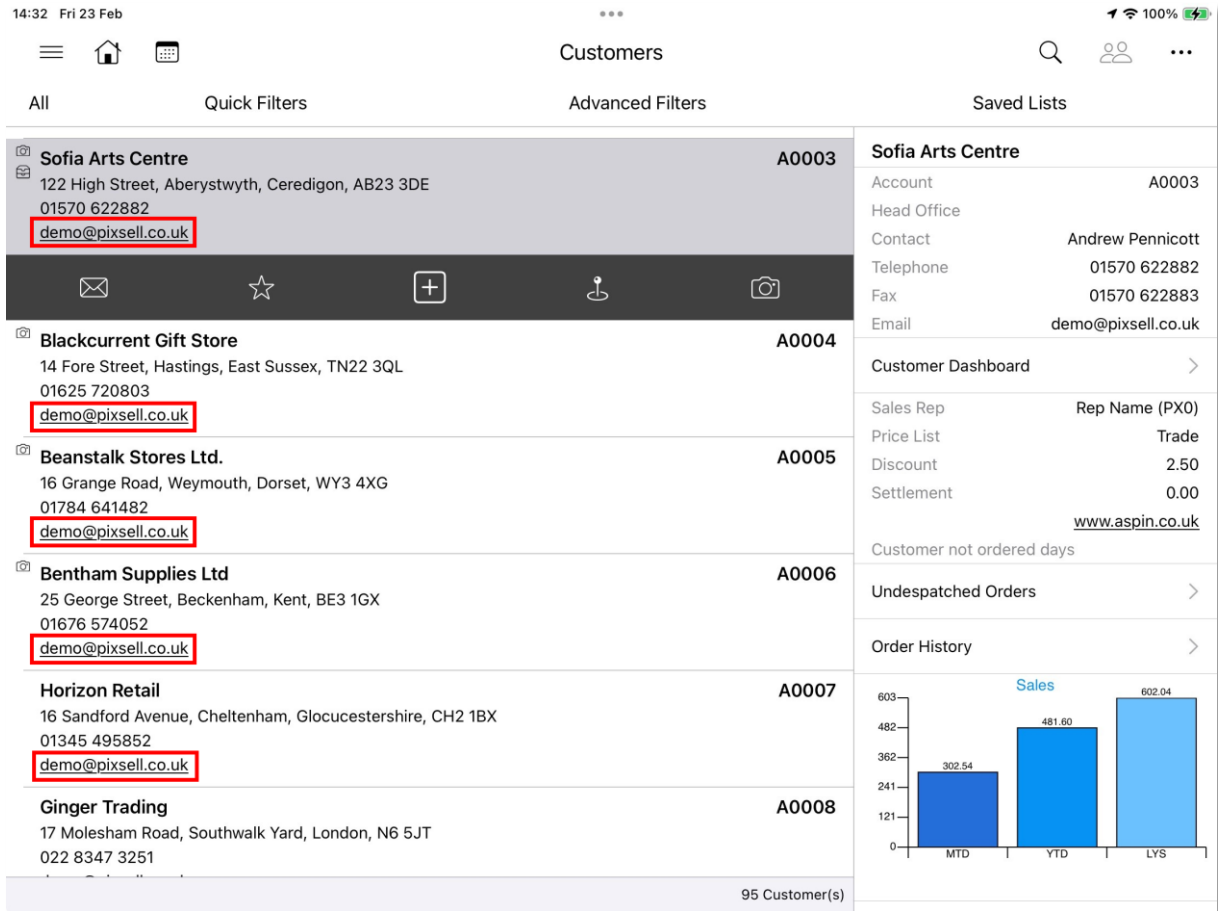 14:32 Fri 23 Feb
100%
Customers
All Quick Filters Advanced Filters Saved Lists
Sofia Arts Centre A0003
122 High Street, Aberystwyth, Ceredigon, AB23 3DE
01570 622882
demo@pixsell.co.uk
Blackcurrent Gift Store A0004
14 Fore Street, Hastings, East Sussex, TN22 3QL
01625 720803
demo@pixsell.co.uk
Beanstalk Stores Ltd. A0005
16 Grange Road, Weymouth, Dorset, WY3 4XG
01784 641482
demo@pixsell.co.uk
Bentham Supplies Ltd A0006
25 George Street, Beckenham, Kent, BE3 1GX
01676 574052
demo@pixsell.co.uk
Horizon Retail A0007
16 Sandford Avenue, Cheltenham, Glocucestershire, CH2 1BX
01345 495852
demo@pixsell.co.uk
Ginger Trading A0008
17 Molesham Road, Southwalk Yard, London, N6 5JT
022 8347 3251
95 Customer(s)
Sofia Arts Centre
Account A0003
Head Office
Contact Andrew Pennicott
Telephone 01570 622882
Fax 01570 622883
Email demo@pixsell.co.uk
Customer Dashboard
Sales Rep Rep Name (PX0)
Price List Trade
Discount 2.50
Settlement 0.00
www.aspin.co.uk
Customer not ordered days
Undespatched Orders
Order History
Sales
603
482
362
241
121
0
302.54
481.60
602.04
MTD YTD LYS